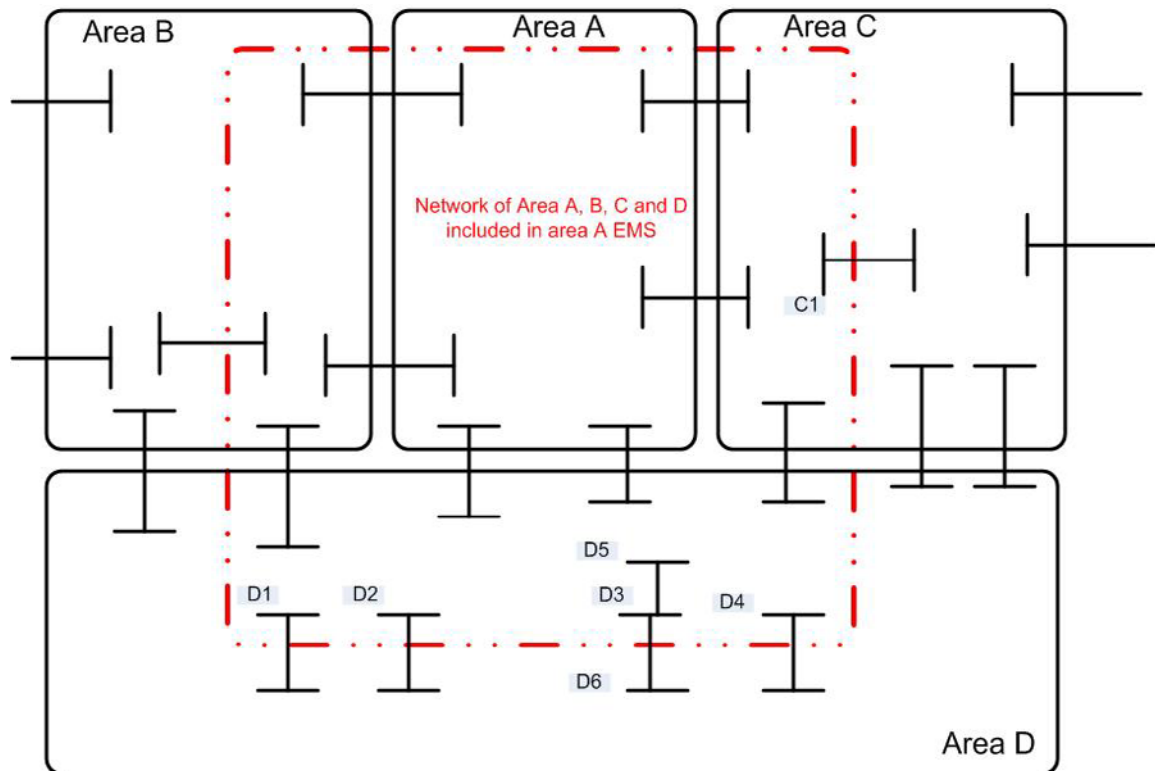 Area B
Area A
Area C
Network of Area A, B, C and D
included in area A EMS
C1
D5
D1
D2
D3
D4
D6
Area D